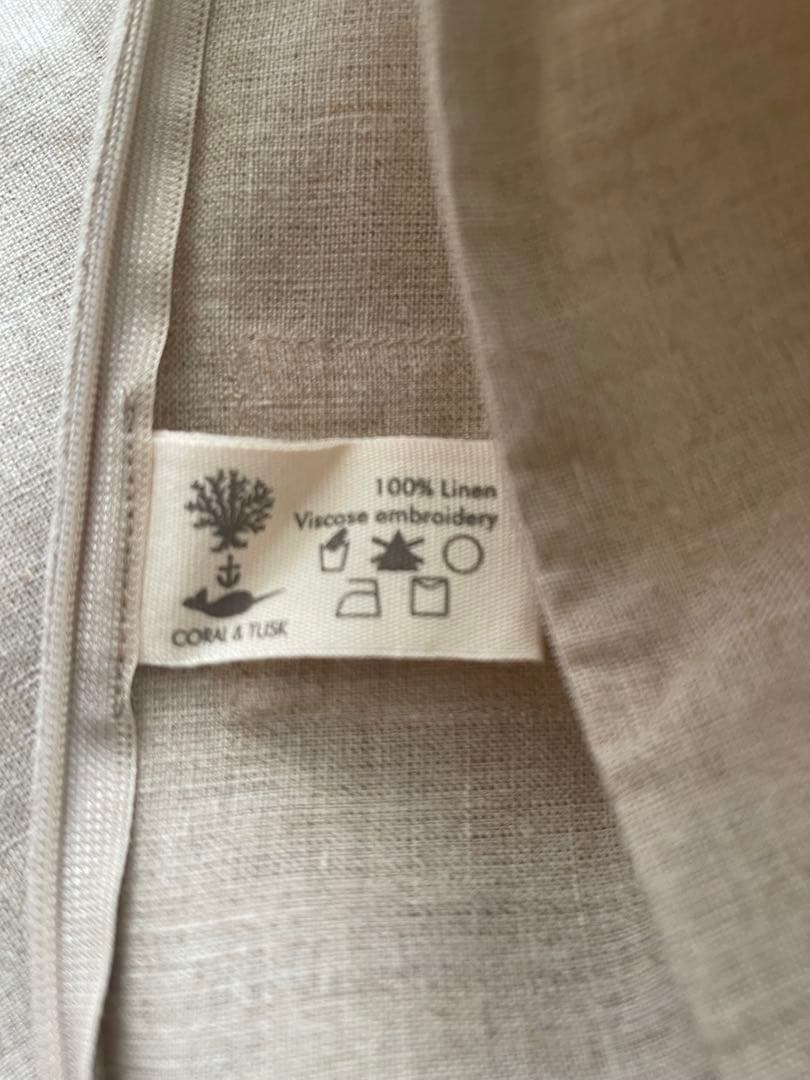 100% Linen
Viscose embroidery
CORAL & TUSK